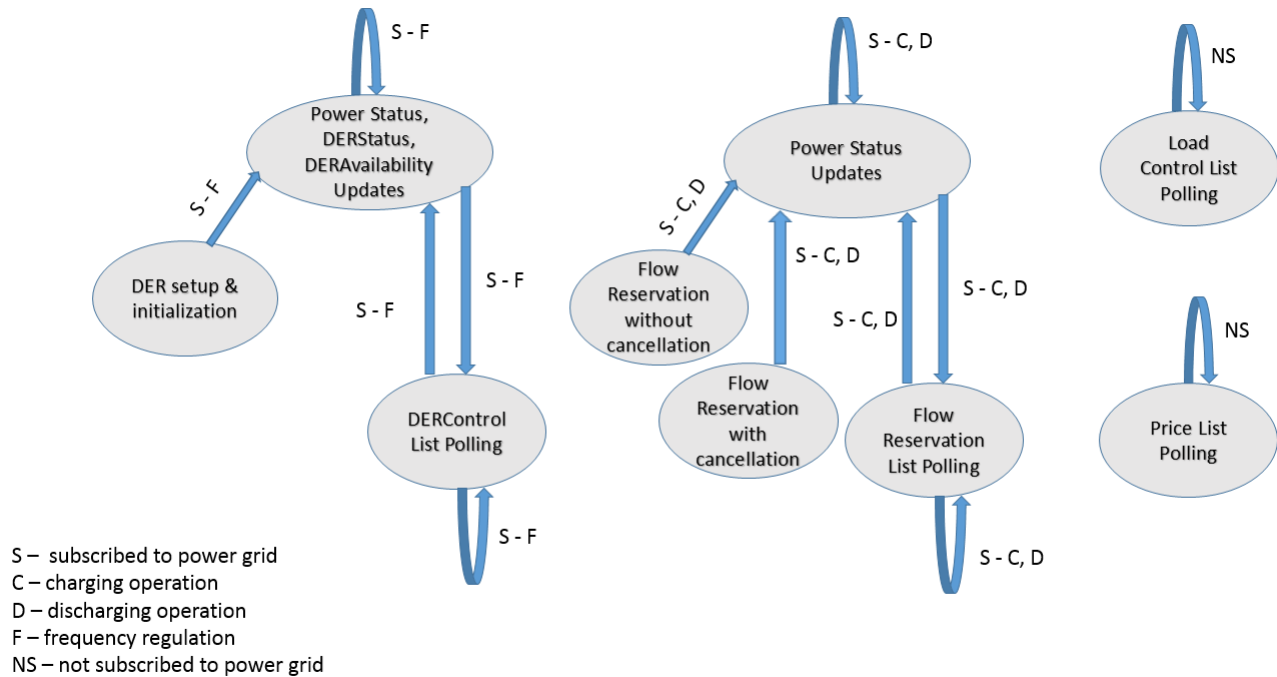 S - F
Power Status,
DERStatus,
DERAvailability
Updates
S - F
DER setup &
initialization
S - F
S - F
DERControl
List Polling
S - F
S - C, D
Power Status
Updates
S - C, D
Flow
Reservation
without
cancellation
S - C, D
Flow
Reservation
with
cancellation
S - C, D
S - C, D
Flow
Reservation
List Polling
S - C, D
NS
Load
Control List
Polling
NS
Price List
Polling
S – subscribed to power grid
C – charging operation
D – discharging operation
F – frequency regulation
NS – not subscribed to power grid